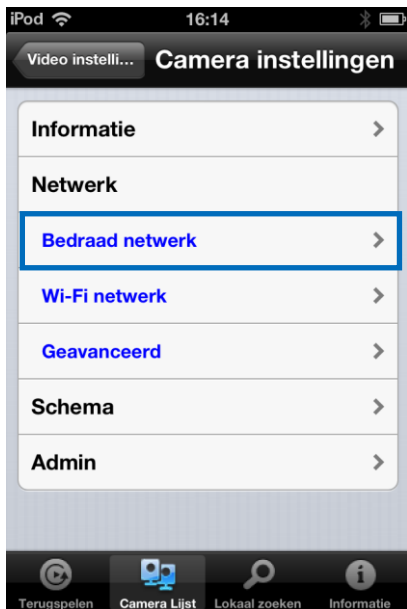 iPod 16:14
Video instelli... Camera instellingen
Informatie
Netwerk
Bedraad netwerk
Wi-Fi netwerk
Geavanceerd
Schema
Admin
Terugspelen Camera Lijst Lokaal zoeken Informatie